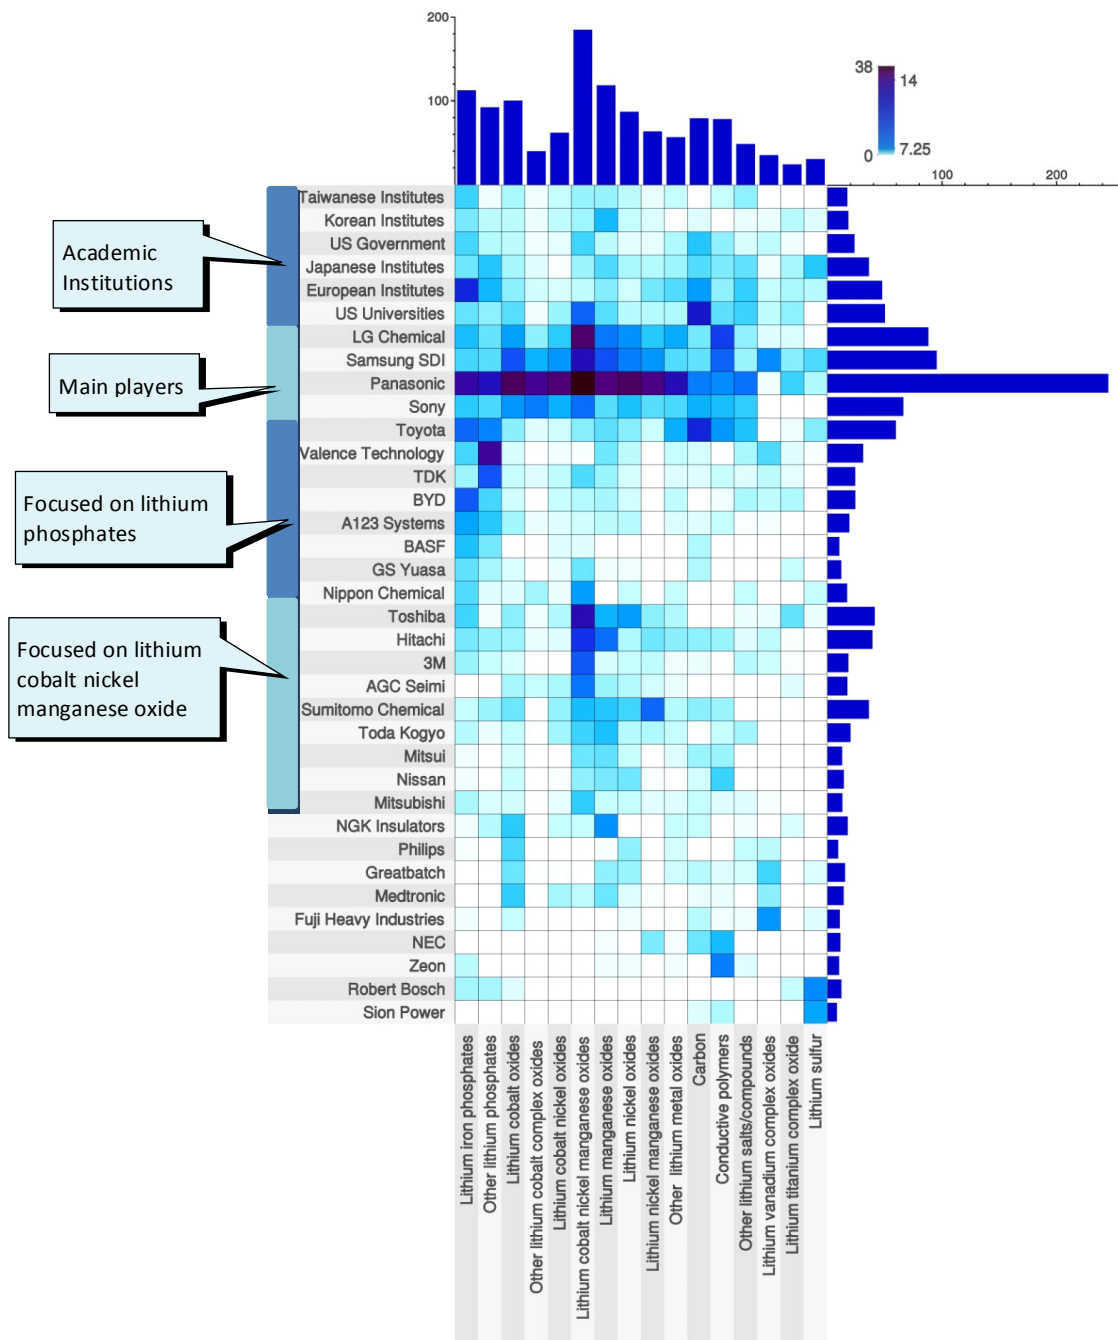 200
100
38
14
0
7.25
100
200
Academic
Institutions
Main players
Focused on lithium
phosphates
Focused on lithium
cobalt nickel
manganese oxide
Taiwanese Institutes
Korean Institutes
US Government
Japanese Institutes
European Institutes
US Universities
LG Chemical
Samsung SDI
Panasonic
Sony
Toyota
Valence Technology
TDK
BYD
A123 Systems
BASF
GS Yuasa
Nippon Chemical
Toshiba
Hitachi
3M
AGC Seimi
Sumitomo Chemical
Toda Kogyo
Mitsui
Nissan
Mitsubishi
NGK Insulators
Philips
Greatbatch
Medtronic
Fuji Heavy Industries
NEC
Zeon
Robert Bosch
Sion Power
Lithium iron phosphates
Other lithium phosphates
Lithium cobalt oxides
Other lithium cobalt complex oxides
Lithium cobalt nickel oxides
Lithium cobalt nickel manganese oxides
Lithium manganese oxides
Lithium nickel oxides
Lithium nickel manganese oxides
Other lithium metal oxides
Carbon
Conductive polymers
Other lithium salts/compounds
Lithium vanadium complex oxides
Lithium titanium complex oxide
Lithium sulfur